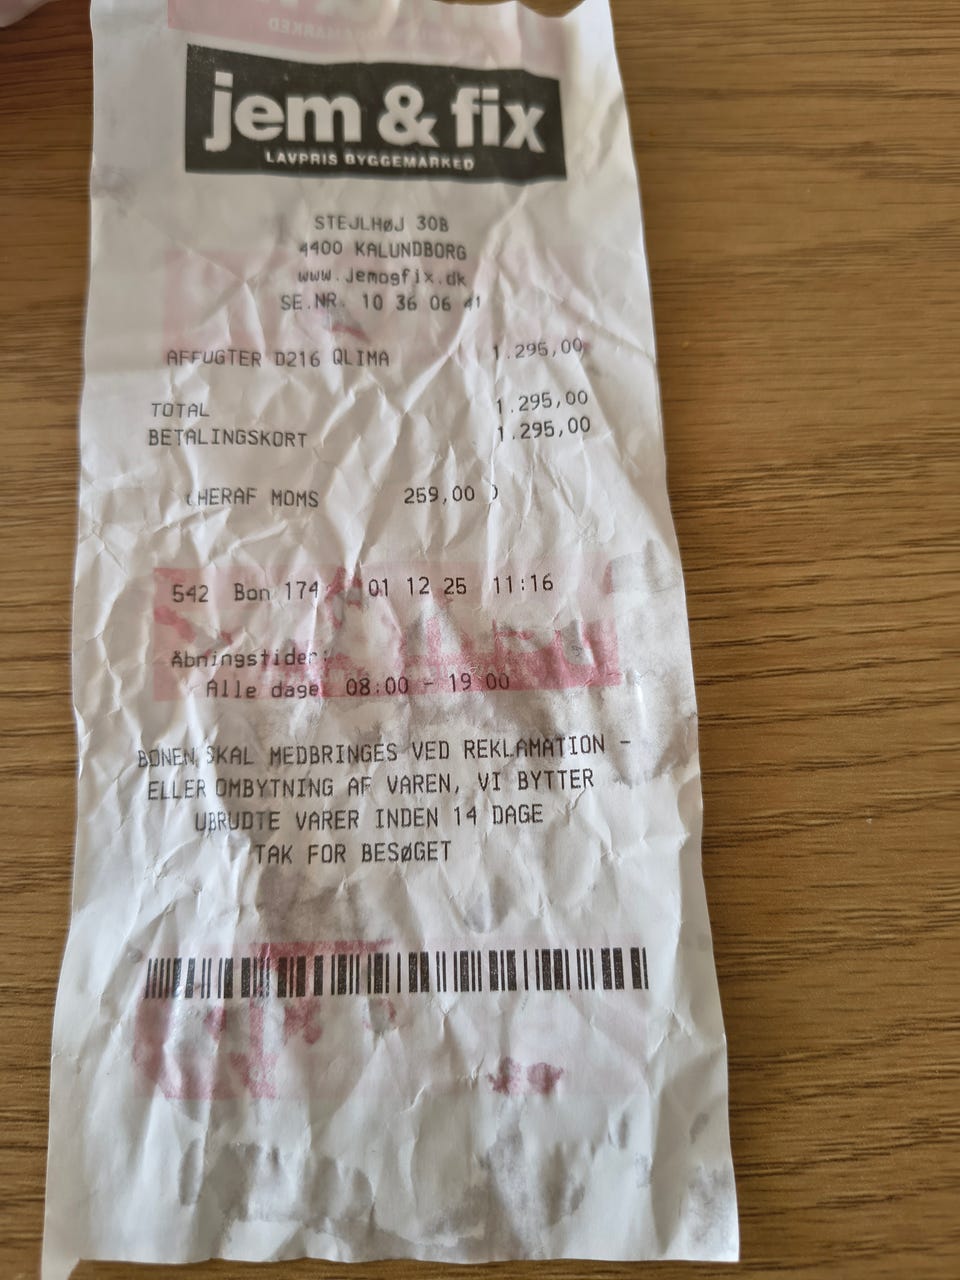 jem & fix
LAVPRIS BYGGEMARKED
STEJLHØJ 30B
4400 KALUNDBORG
www.jemogfix.dk
SE.NR. 10 36 06 41
AFFUGTER D216 QLIMA 1.295,00
TOTAL 1.295,00
BETALINGSKORT 1.295,00
(HERAF MOMS 259,00 )
542 Bon 174 01 12 25 11:16
Åbningstider:
Alle dage 08:00 - 19:00
BONEN SKAL MEDBRINGES VED REKLAMATION -
ELLER OMBYTNING AF VAREN, VI BYTTER
UBRUDTE VARER INDEN 14 DAGE
TAK FOR BESØGET